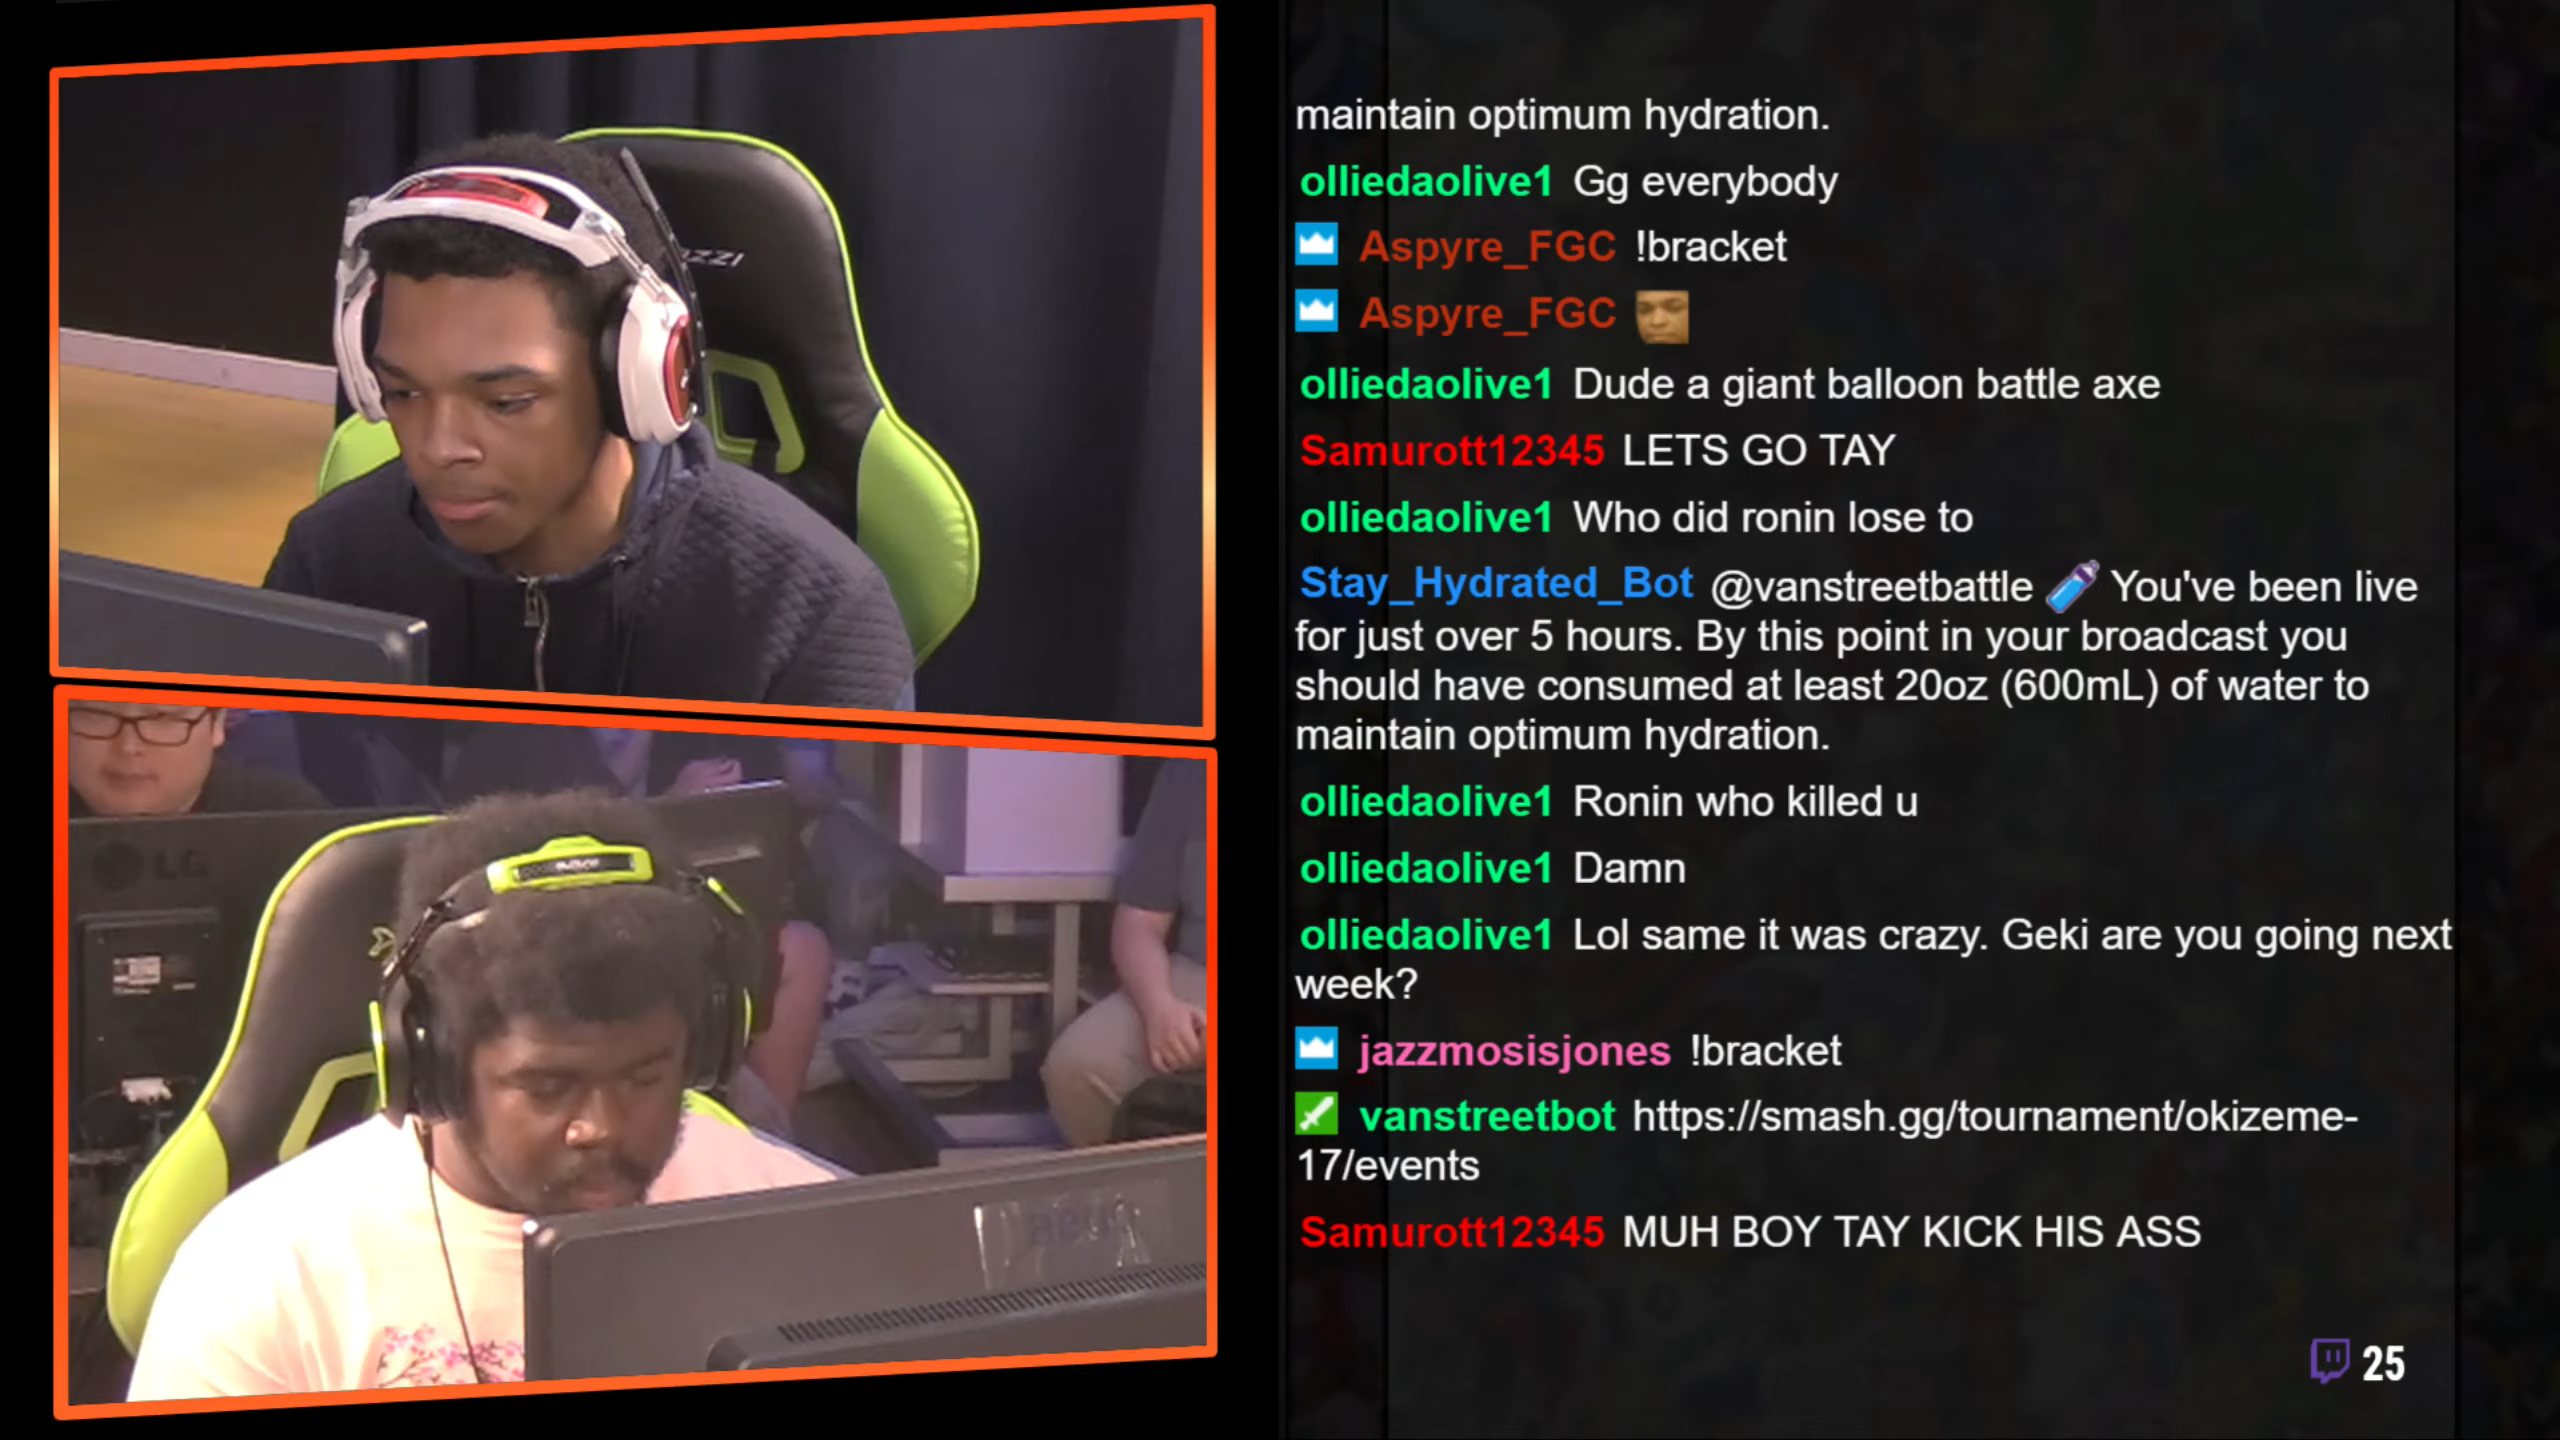 maintain optimum hydration.
olliedaolive1 Gg everybody
Aspyre_FGC !bracket
Aspyre_FGC
olliedaolive1 Dude a giant balloon battle axe
Samurott12345 LETS GO TAY
olliedaolive1 Who did ronin lose to
Stay_Hydrated_Bot @vanstreetbattle You've been live
for just over 5 hours. By this point in your broadcast you
should have consumed at least 20oz (600mL) of water to
maintain optimum hydration.
olliedaolive1 Ronin who killed u
olliedaolive1 Damn
olliedaolive1 Lol same it was crazy. Geki are you going next
week?
jazzmosisjones !bracket
vanstreetbot https://smash.gg/tournament/okizeme-
17/events
Samurott12345 MUH BOY TAY KICK HIS ASS
25
LG